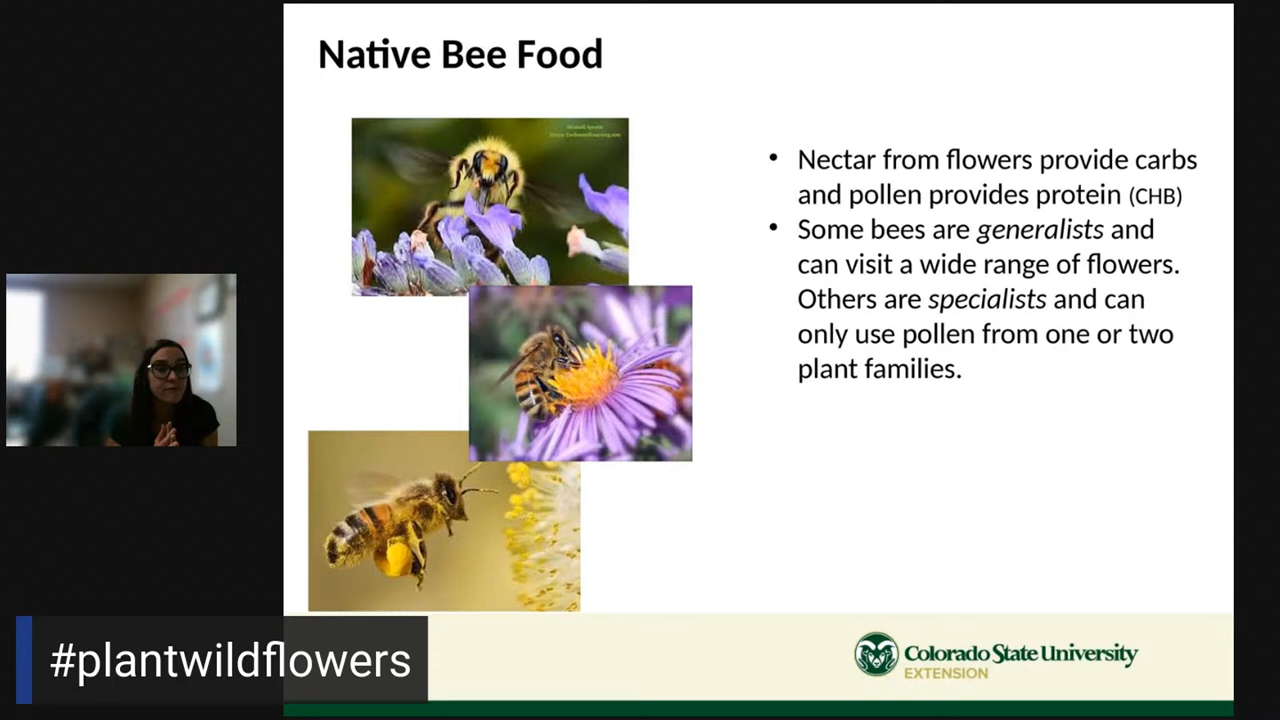 Native Bee Food
• Nectar from flowers provide carbs
and pollen provides protein (CHB)
• Some bees are generalists and
can visit a wide range of flowers.
Others are specialists and can
only use pollen from one or two
plant families.
#plantwildflowers
Colorado State University
EXTENSION